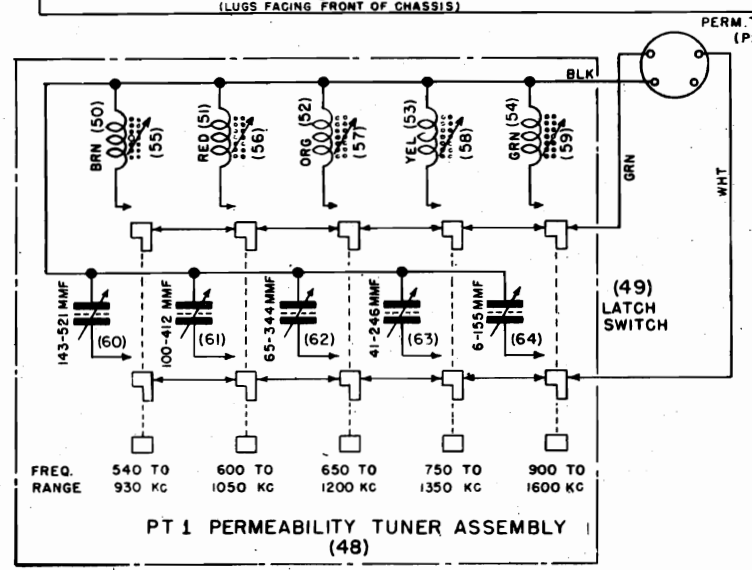 (LUGS FACING FRONT OF CHASSIS)
PERM.
BLK
BRN (50)
(55)
RED (51)
(56)
ORG (52)
(57)
YEL (53)
(58)
GRN (54)
(59)
GRN
WHT
143-521 MMF
(60)
100-412 MMF
(61)
65-344 MMF
(62)
41-246 MMF
(63)
6-155 MMF
(64)
(49)
LATCH
SWITCH
FREQ. 540 TO 600 TO 650 TO 750 TO 900 TO
RANGE 930 KC 1050 KC 1200 KC 1350 KC 1600 KC
PT 1 PERMEABILITY TUNER ASSEMBLY
(48)